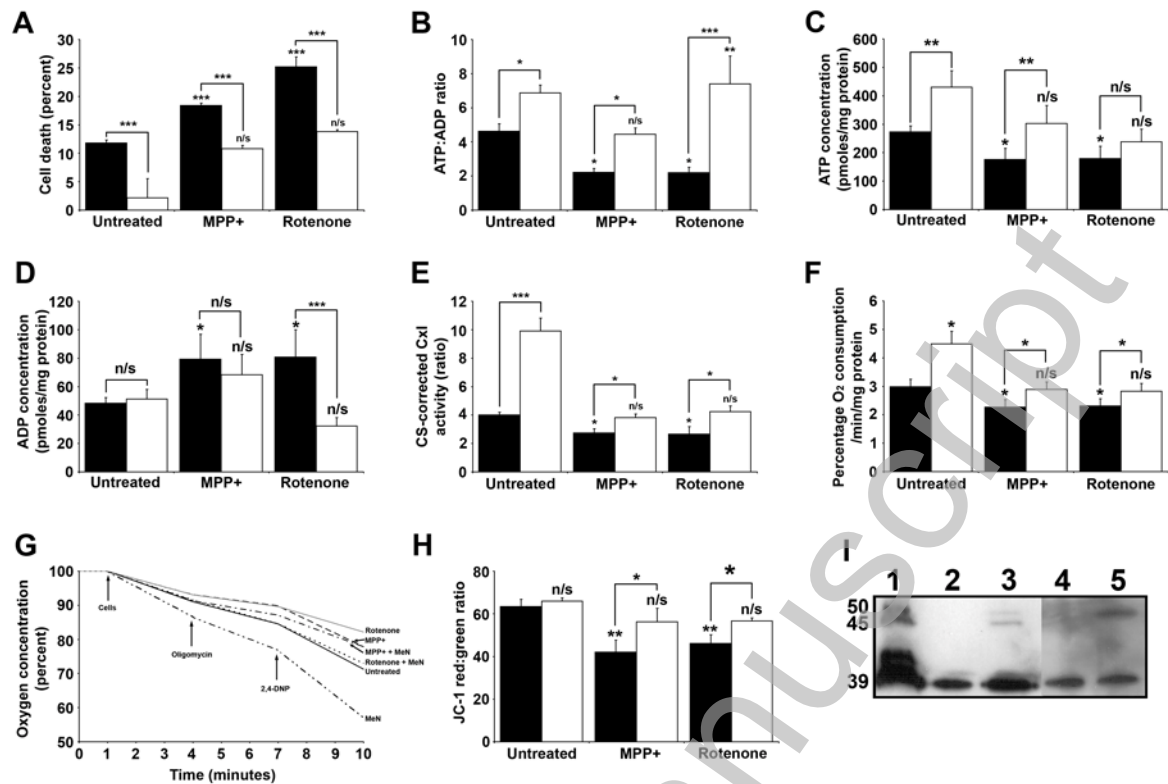 A
Cell death (percent)
30
25
20
15
10
5
0
***
***
***
***
n/s
***
n/s
Untreated
MPP+
Rotenone
B
ATP:ADP ratio
10
8
6
4
2
0
*
*
*
n/s
***
*
**
Untreated
MPP+
Rotenone
C
ATP concentration
(pmoles/mg protein)
600
500
400
300
200
100
0
**
**
*
n/s
n/s
*
n/s
Untreated
MPP+
Rotenone
D
ADP concentration
(pmoles/mg protein)
120
100
80
60
40
20
0
n/s
n/s
*
n/s
***
*
n/s
Untreated
MPP+
Rotenone
E
CS-corrected CxI
activity (ratio)
12
10
8
6
4
2
0
***
*
*
n/s
*
*
n/s
Untreated
MPP+
Rotenone
F
Percentage O2 consumption
/min/mg protein
6
5
4
3
2
1
0
*
*
*
n/s
*
*
n/s
Untreated
MPP+
Rotenone
G
Oxygen concentration
(percent)
100
90
80
70
60
50
Cells
Oligomycin
2,4-DNP
Rotenone
MPP+
MPP+ + MeN
Rotenone + MeN
Untreated
MeN
0 1 2 3 4 5 6 7 8 9 10
Time (minutes)
H
JC-1 red:green ratio
80
60
40
20
0
n/s
*
**
n/s
*
**
n/s
Untreated
MPP+
Rotenone
I
1 2 3 4 5
50
45
39
nuscript